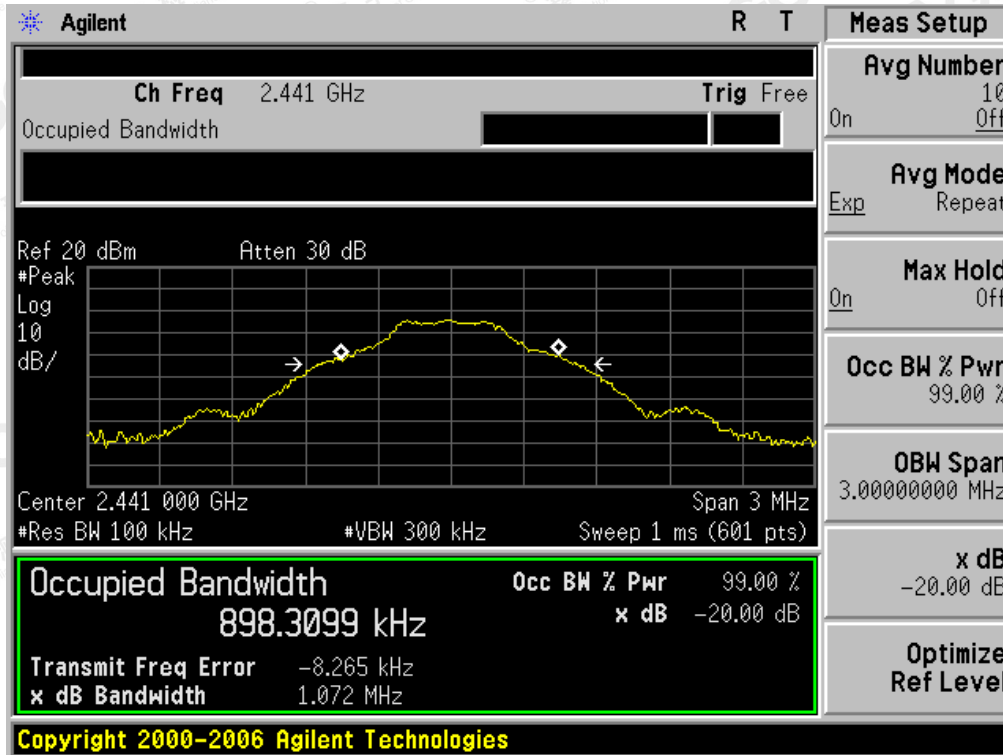 Agilent R T
Ch Freq 2.441 GHz Trig Free
Occupied Bandwidth
Ref 20 dBm Atten 30 dB
#Peak
Log
10
dB/
Center 2.441 000 GHz Span 3 MHz
#Res BW 100 kHz #VBW 300 kHz Sweep 1 ms (601 pts)
Occupied Bandwidth
898.3099 kHz
Occ BW % Pwr 99.00 %
x dB -20.00 dB
Transmit Freq Error -8.265 kHz
x dB Bandwidth 1.072 MHz
Copyright 2000-2006 Agilent Technologies
Meas Setup
Avg Number
10
On Off
Avg Mode
Exp Repeat
Max Hold
On Off
Occ BW % Pwr
99.00 %
OBW Span
3.00000000 MHz
x dB
-20.00 dB
Optimize
Ref Level